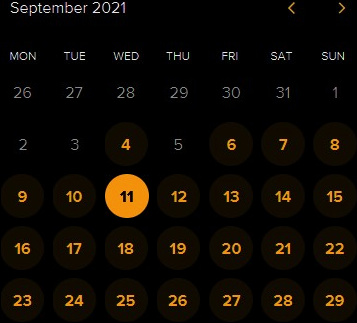 September 2021 < >
MON TUE WED THU FRI SAT SUN
26 27 28 29 30 31 1
2 3 4 5 6 7 8
9 10 11 12 13 14 15
16 17 18 19 20 21 22
23 24 25 26 27 28 29